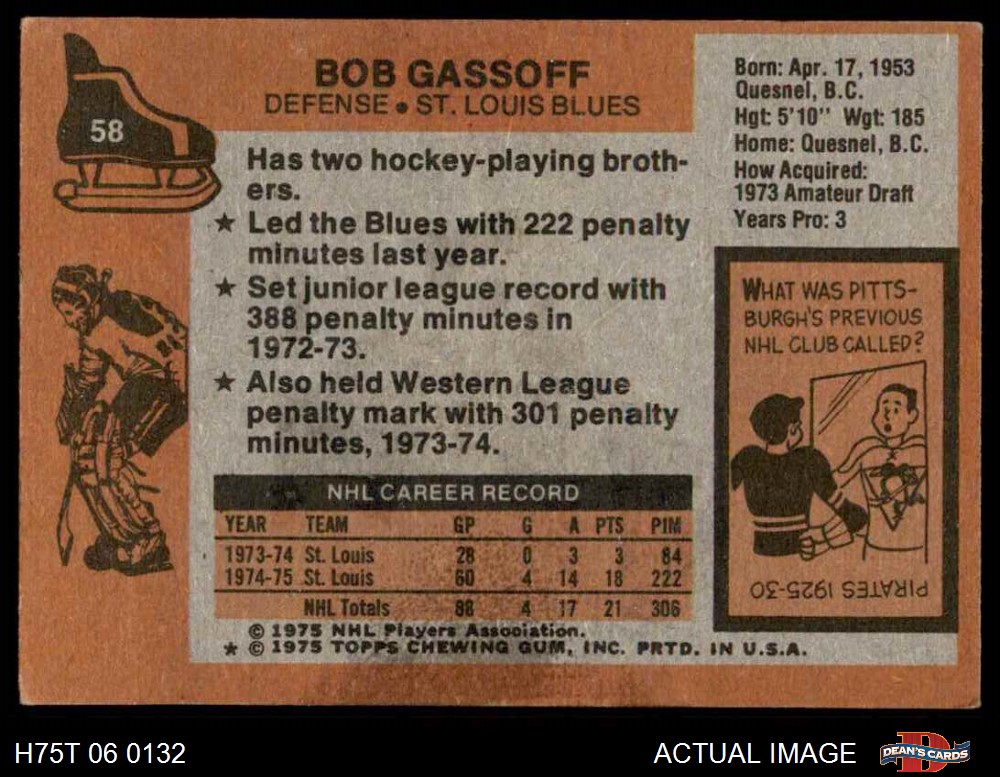 58
BOB GASSOFF
DEFENSE • ST. LOUIS BLUES
Has two hockey-playing broth-
ers.
★ Led the Blues with 222 penalty
minutes last year.
★ Set junior league record with
388 penalty minutes in
1972-73.
★ Also held Western League
penalty mark with 301 penalty
minutes, 1973-74.
Born: Apr. 17, 1953
Quesnel, B.C.
Hgt: 5'10" Wgt: 185
Home: Quesnel, B.C.
How Acquired:
1973 Amateur Draft
Years Pro: 3
WHAT WAS PITTS-
BURGH'S PREVIOUS
NHL CLUB CALLED?
PIRATES 1925-30
NHL CAREER RECORD
YEAR TEAM GP G A PTS PIM
1973-74 St. Louis 28 0 3 3 84
1974-75 St. Louis 60 4 14 18 222
NHL Totals 88 4 17 21 306
© 1975 NHL Players Association.
★ © 1975 TOPPS CHEWING GUM, INC. PRTD. IN U.S.A.
H75T 06 0132
ACTUAL IMAGE
DEAN'S CARDS